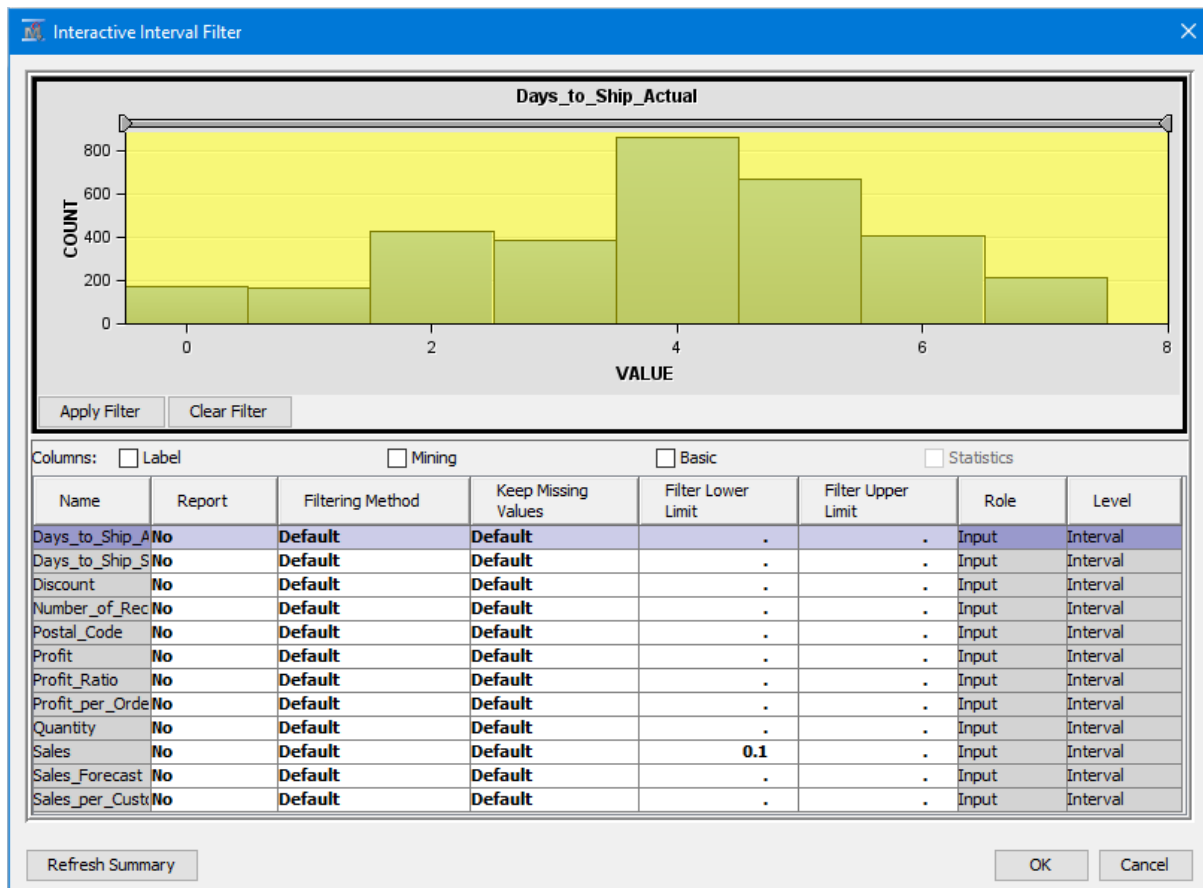 Interactive Interval Filter
Days_to_Ship_Actual
800
600
400
200
0
COUNT
0 2 4 6 8
VALUE
Apply Filter Clear Filter
Columns: Label Mining Basic Statistics
Name Report Filtering Method Keep Missing Values Filter Lower Limit Filter Upper Limit Role Level
Days_to_Ship_A No Default Default . . Input Interval
Days_to_Ship_S No Default Default . . Input Interval
Discount No Default Default . . Input Interval
Number_of_Rec No Default Default . . Input Interval
Postal_Code No Default Default . . Input Interval
Profit No Default Default . . Input Interval
Profit_Ratio No Default Default . . Input Interval
Profit_per_Orde No Default Default . . Input Interval
Quantity No Default Default . . Input Interval
Sales No Default Default 0.1 . Input Interval
Sales_Forecast No Default Default . . Input Interval
Sales_per_Custo No Default Default . . Input Interval
Refresh Summary OK Cancel